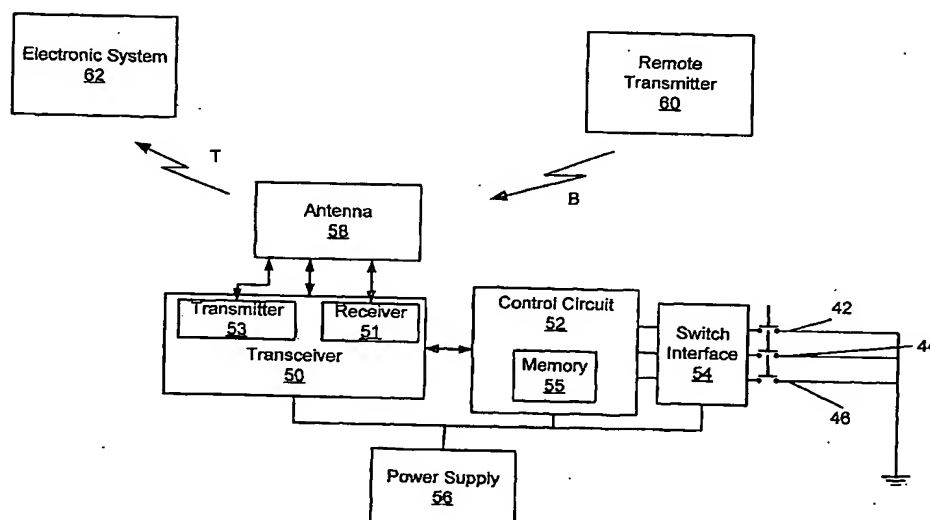 Electronic System
62
Remote
Transmitter
60
T
B
Antenna
58
Transmitter
53
Receiver
51
Transceiver
50
Control Circuit
52
Memory
55
Switch
Interface
54
42
44
46
Power Supply
56